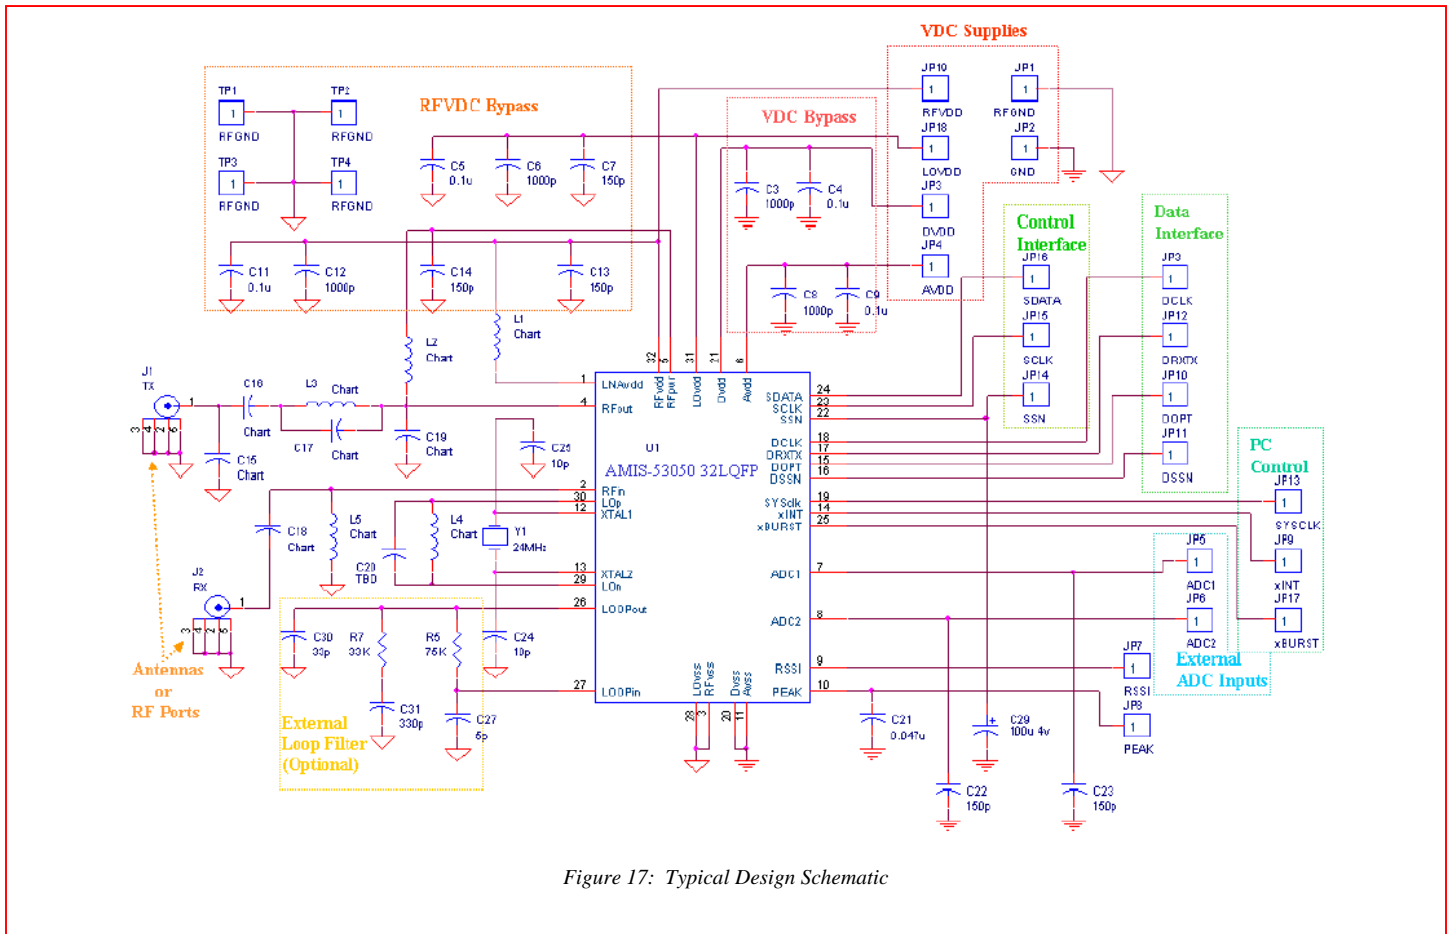 VDC Supplies
JP10
1
RFVDD
JP1
1
RFGND
JP18
1
LOVDD
JP2
1
GND
JP3
1
DVDD
JP4
1
AVDD
TP1
1
RFGND
TP2
1
RFGND
TP3
1
RFGND
TP4
1
RFGND
RFVDC Bypass
C5
0.1u
C6
1000p
C7
150p
C11
0.1u
C12
1000p
C14
150p
C13
150p
VDC Bypass
C3
1000p
C4
0.1u
C8
1000p
C9
0.1u
Control
Interface
JP16
1
SDATA
JP15
1
SCLK
JP14
1
SSN
Data
Interface
JP3
1
DCLK
JP12
1
DRXTX
JP10
1
DOPT
JP11
1
DSSN
PC
Control
JP13
1
SYSCLK
JP9
1
xINT
JP17
1
xBURST
JP5
1
ADC1
JP6
1
ADC2
External
ADC Inputs
JP7
1
RSSI
JP8
1
PEAK
L1
Chart
L2
Chart
J1
TX
1
3 4 2 5
C16
Chart
L3
Chart
C17
Chart
C15
Chart
C19
Chart
C25
10p
C18
Chart
L5
Chart
L4
Chart
C20
TBD
Y1
24MHz
J2
RX
1
3 4 2 5
Antennas
or
RF Ports
C30
33p
R7
33K
R5
75K
C24
10p
C31
330p
C27
5p
External
Loop Filter
(Optional)
U1
AMIS-53050 32LQFP
32 5 31 21 6
RFvdd RFpwr LOvdd Dvdd Avdd
1 LNAvdd
4 RFout
2 RFin
30 LOp
12 XTAL1
13 XTAL2
29 LOn
26 LOOPout
27 LOOPin
SDATA 24
SCLK 23
SSN 22
DCLK 18
DRXTX 17
DOPT 15
DSSN 16
SYSclk 19
xINT 14
xBURST 25
ADC1 7
ADC2 8
RSSI 9
PEAK 10
LOvss RFvss Dvss Avss
28 3 20 11
C21
0.047u
+
C29
100u 4v
C22
150p
C23
150p
Figure 17: Typical Design Schematic